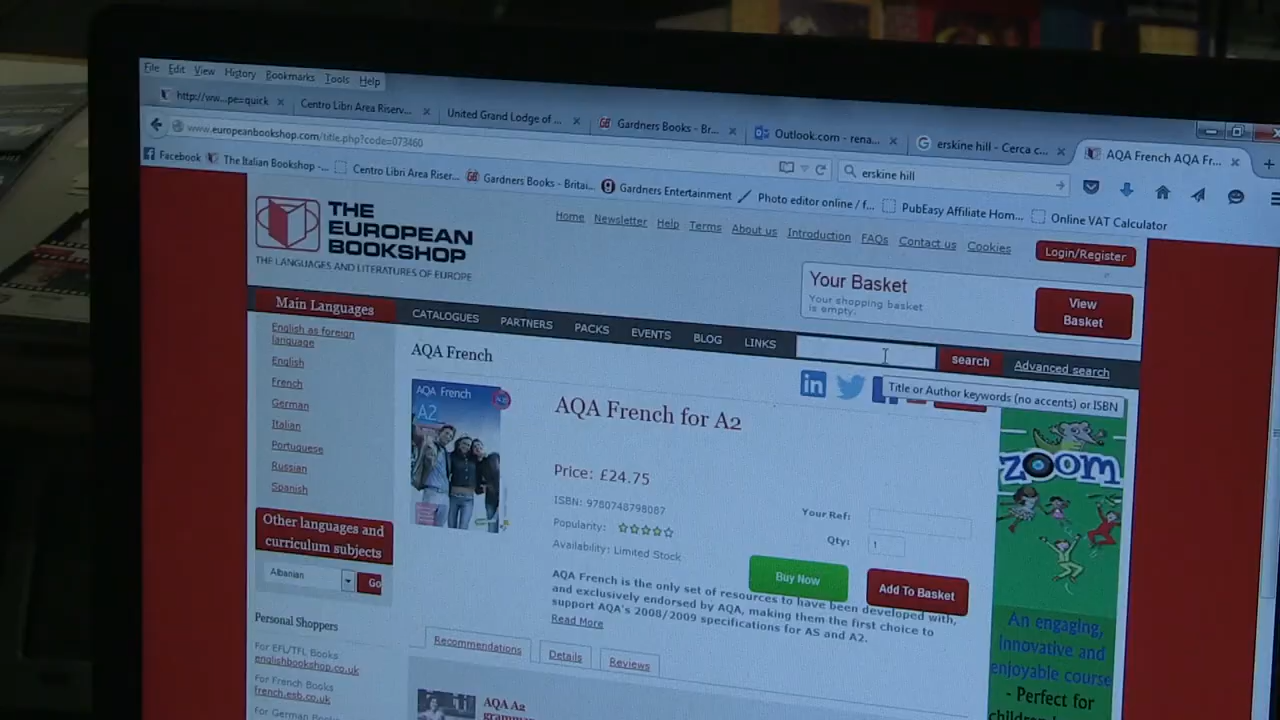 File Edit View History Bookmarks Tools Help
http://ww...pe=quick × Centro Libri Area Riserv... × United Grand Lodge of ... × Gardners Books - Br... × Outlook.com - rena... × erskine hill - Cerca c... × AQA French AQA Fr... ×
www.europeanbookshop.com/title.php?code=073460
erskine hill
Facebook The Italian Bookshop -... Centro Libri Area Riser... Gardners Books - Britai... Gardners Entertainment Photo editor online / f... PubEasy Affiliate Hom... Online VAT Calculator
THE
EUROPEAN
BOOKSHOP
THE LANGUAGES AND LITERATURES OF EUROPE
Home Newsletter Help Terms About us Introduction FAQs Contact us Cookies
Login/Register
Your Basket
Your shopping basket
is empty.
View
Basket
Main Languages
CATALOGUES PARTNERS PACKS EVENTS BLOG LINKS
search
Advanced search
Title or Author keywords (no accents) or ISBN
English as foreign
language
English
French
German
Italian
Portuguese
Russian
Spanish
Other languages and
curriculum subjects
Albanian
Go
Personal Shoppers
For EFL/TFL Books
englishbookshop.co.uk
For French Books
french.esb.co.uk
for German Books
AQA French
AQA French
A2
AQA French for A2
Price: £24.75
ISBN: 9780748798087
Popularity:
Availability: Limited Stock
Your Ref:
Qty: 1
Buy Now
Add To Basket
AQA French is the only set of resources to have been developed with,
and exclusively endorsed by AQA, making them the first choice to
support AQA's 2008/2009 specifications for AS and A2.
Read More
Recommendations Details Reviews
AQA A2
zoom
An engaging,
innovative and
enjoyable course
- Perfect for